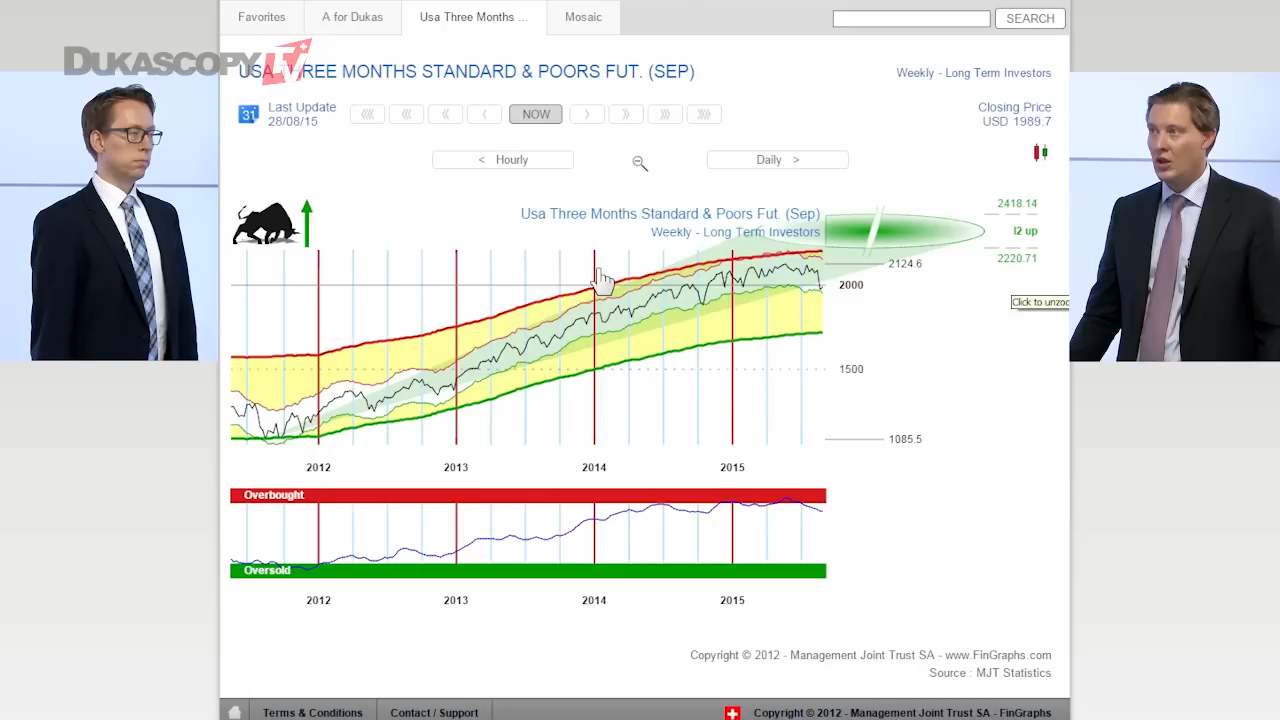 Favorites
A for Dukas
Usa Three Months ...
Mosaic
SEARCH
DUKASCOPY TV
USA THREE MONTHS STANDARD & POORS FUT. (SEP)
Weekly - Long Term Investors
31
Last Update
28/08/15
NOW
Closing Price
USD 1989.7
< Hourly
Daily >
Usa Three Months Standard & Poors Fut. (Sep)
Weekly - Long Term Investors
2418.14
I2 up
2220.71
2124.6
2000
Click to unzoo
1500
1085.5
2012
2013
2014
2015
Overbought
Oversold
2012
2013
2014
2015
Copyright © 2012 - Management Joint Trust SA - www.FinGraphs.com
Source : MJT Statistics
Terms & Conditions
Contact / Support
Copyright © 2012 - Management Joint Trust SA - FinGraphs